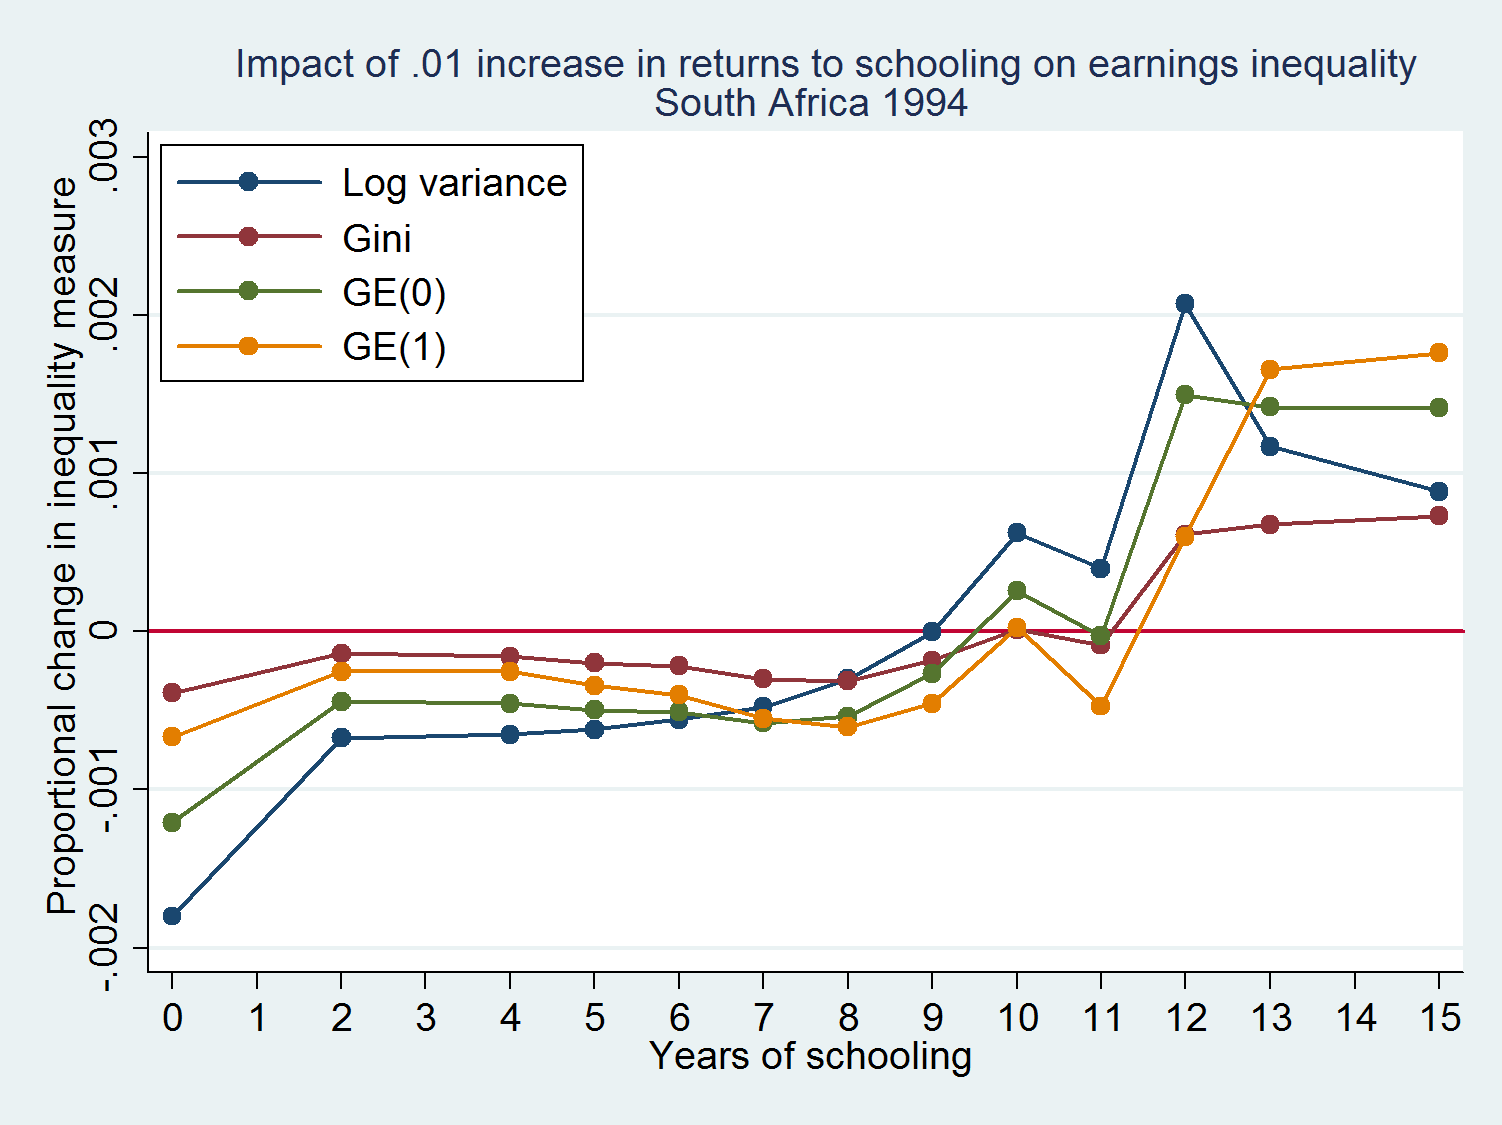 Impact of .01 increase in returns to schooling on earnings inequality
South Africa 1994
Log variance
Gini
GE(0)
GE(1)
Proportional change in inequality measure
.003
.002
.001
0
-.001
-.002
0 1 2 3 4 5 6 7 8 9 10 11 12 13 14 15
Years of schooling